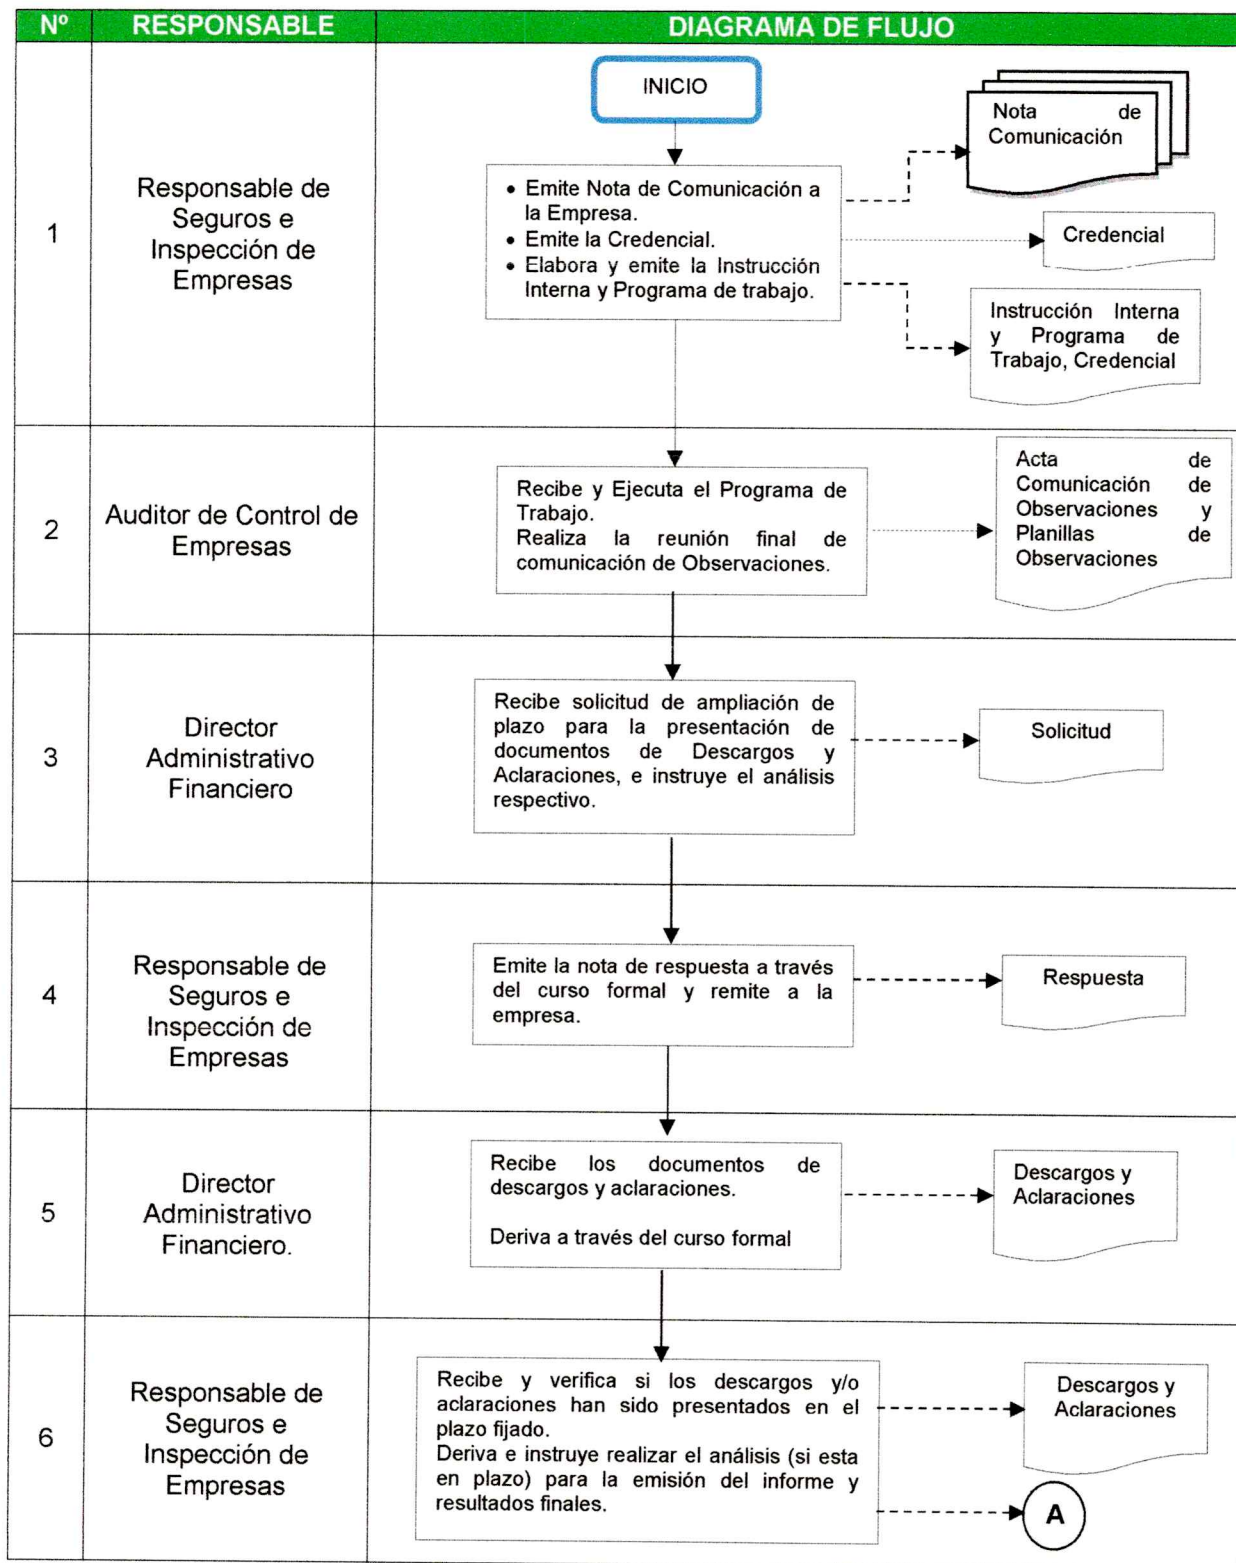 Nº RESPONSABLE DIAGRAMA DE FLUJO
1
Responsable de
Seguros e
Inspección de
Empresas
INICIO
• Emite Nota de Comunicación a
la Empresa.
• Emite la Credencial.
• Elabora y emite la Instrucción
Interna y Programa de trabajo.
Nota de
Comunicación
Credencial
Instrucción Interna
y Programa de
Trabajo, Credencial
2
Auditor de Control de
Empresas
Recibe y Ejecuta el Programa de
Trabajo.
Realiza la reunión final de
comunicación de Observaciones.
Acta de
Comunicación de
Observaciones y
Planillas de
Observaciones
3
Director
Administrativo
Financiero
Recibe solicitud de ampliación de
plazo para la presentación de
documentos de Descargos y
Aclaraciones, e instruye el análisis
respectivo.
Solicitud
4
Responsable de
Seguros e
Inspección de
Empresas
Emite la nota de respuesta a través
del curso formal y remite a la
empresa.
Respuesta
5
Director
Administrativo
Financiero.
Recibe los documentos de
descargos y aclaraciones.
Deriva a través del curso formal
Descargos y
Aclaraciones
6
Responsable de
Seguros e
Inspección de
Empresas
Recibe y verifica si los descargos y/o
aclaraciones han sido presentados en el
plazo fijado.
Deriva e instruye realizar el análisis (si esta
en plazo) para la emisión del informe y
resultados finales.
Descargos y
Aclaraciones
A